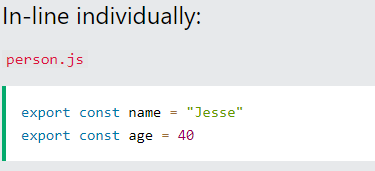 In-line individually:
person.js
export const name = "Jesse"
export const age = 40